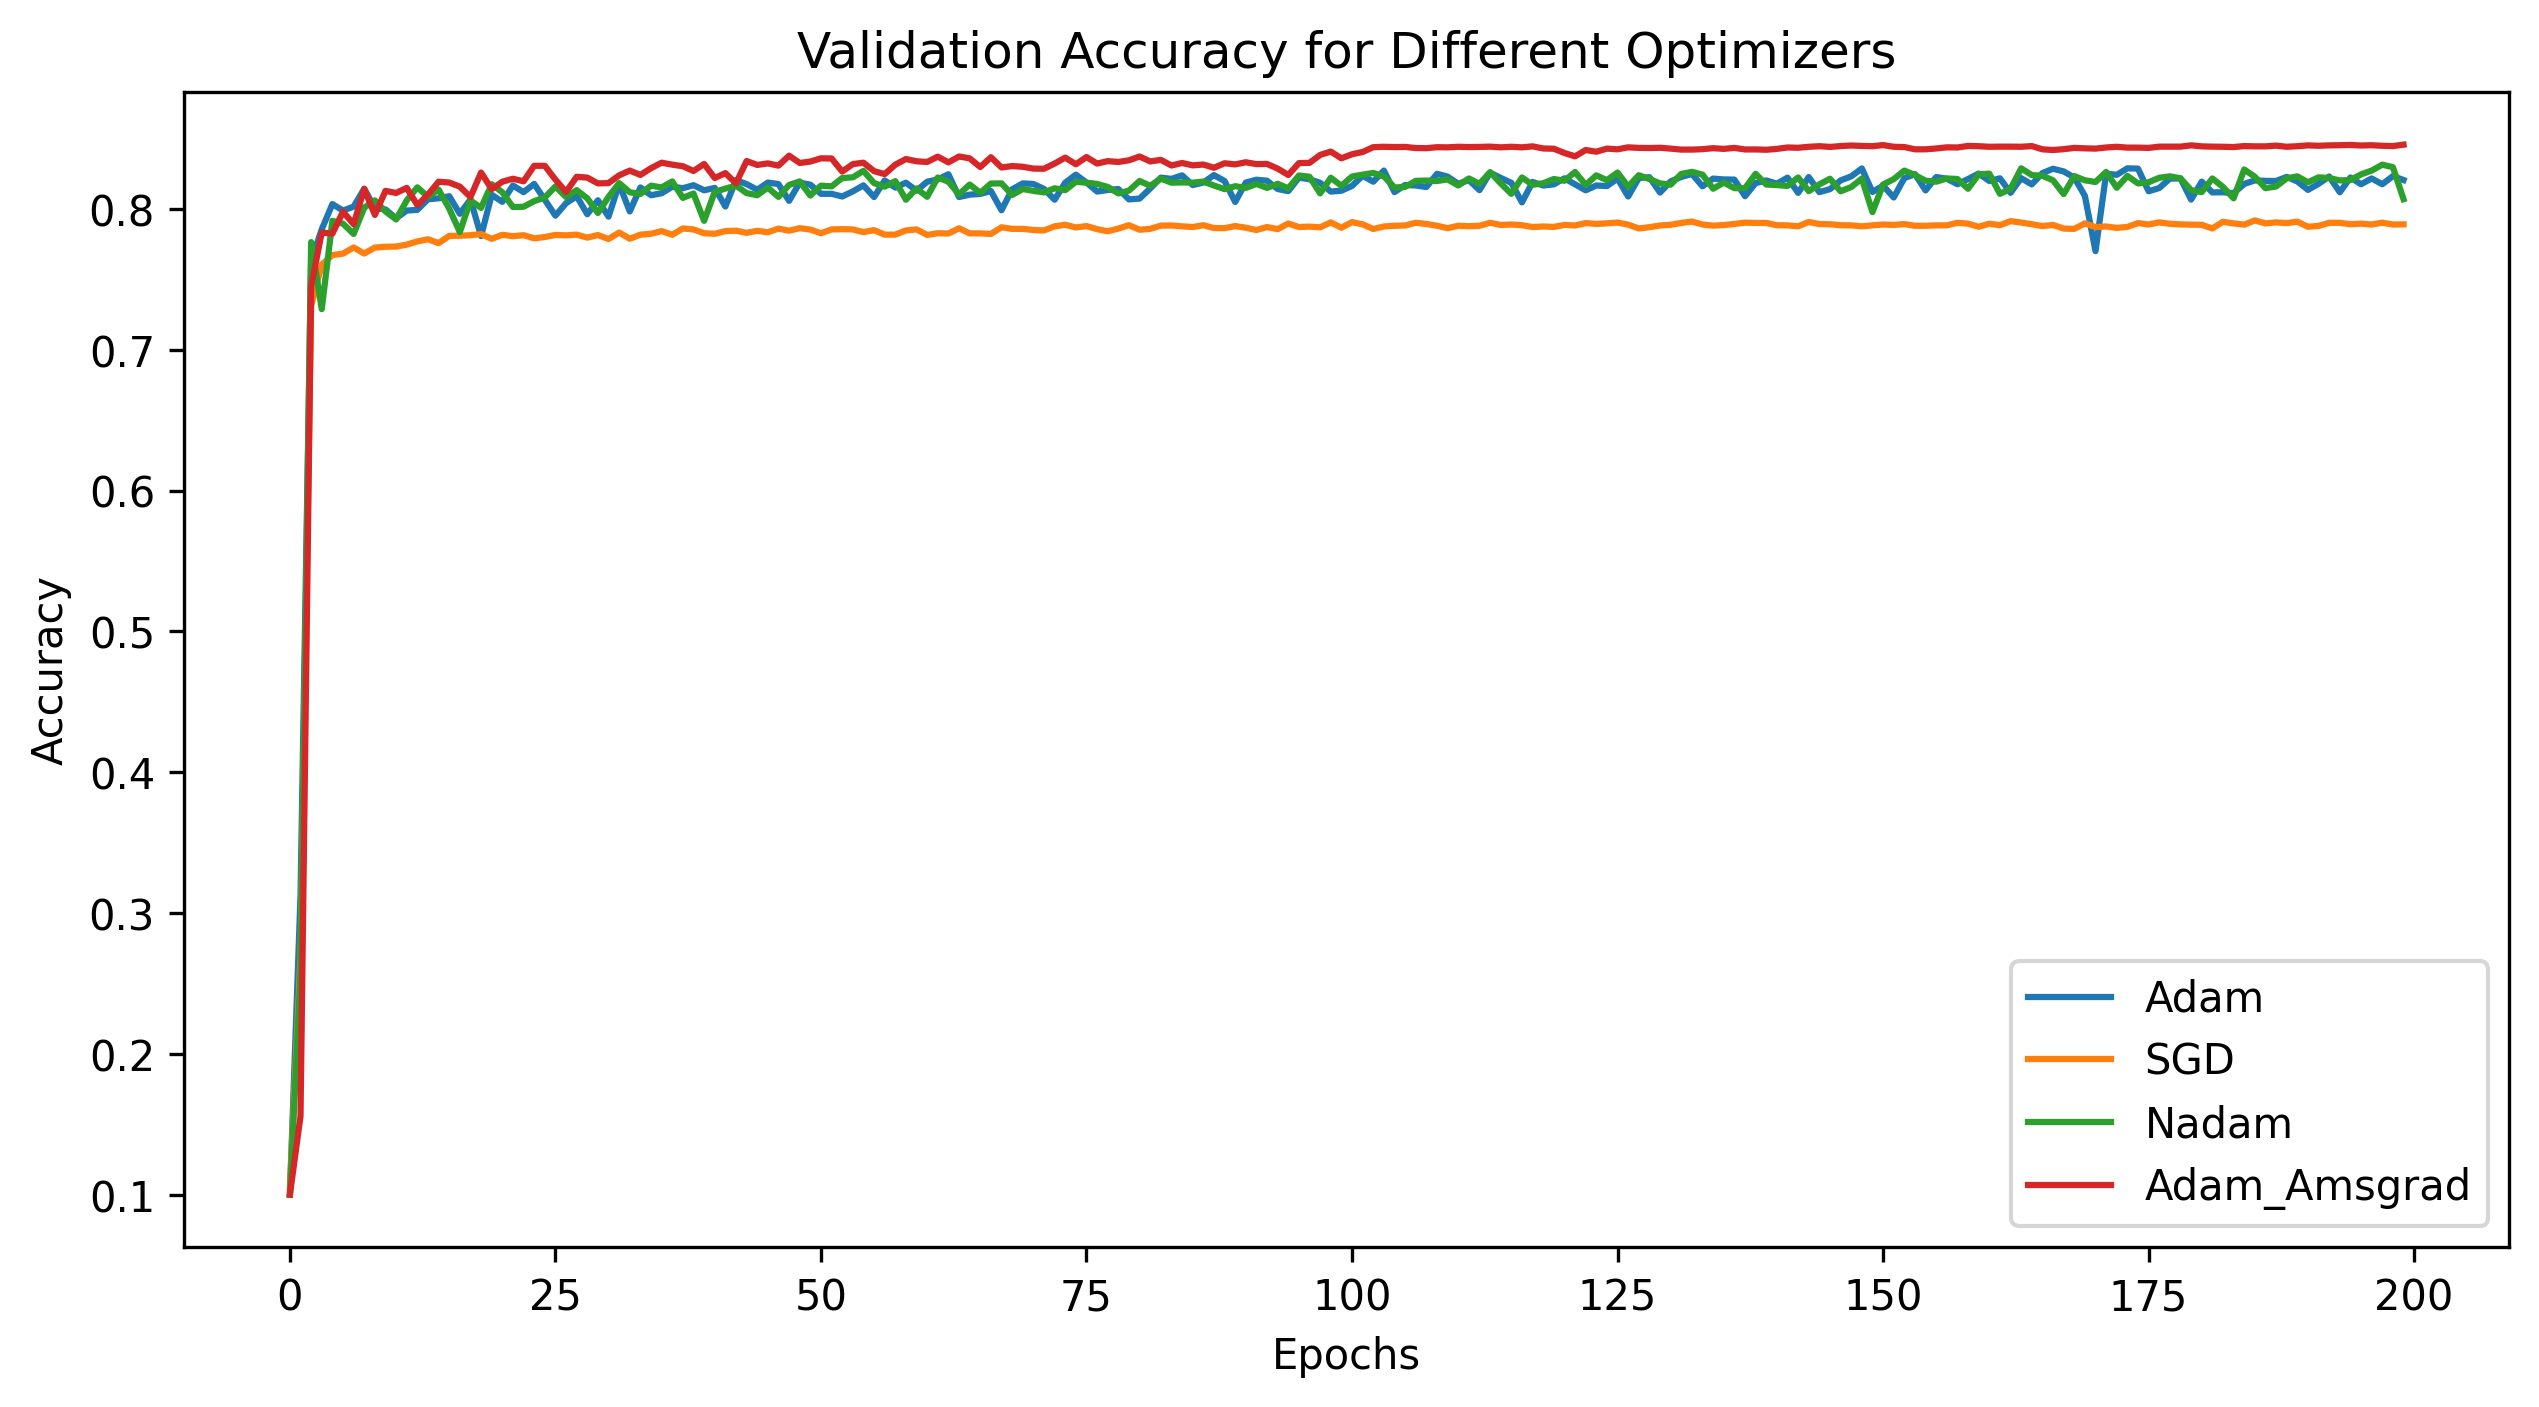 Validation Accuracy for Different Optimizers
0.8
0.7
0.6
0.5
0.4
0.3
0.2
0.1
Accuracy
0 25 50 75 100 125 150 175 200
Epochs
Adam
SGD
Nadam
Adam_Amsgrad